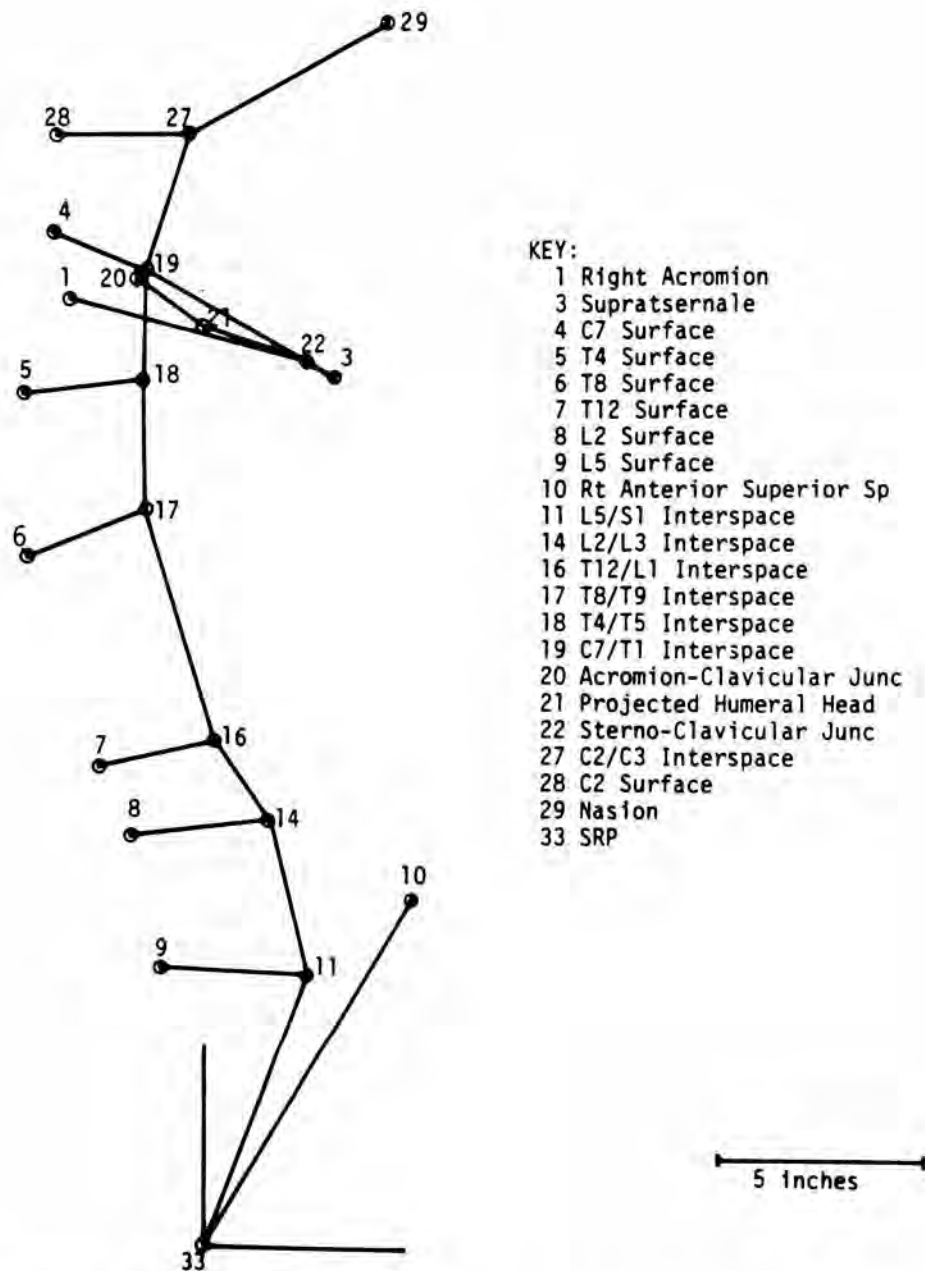 29
28
27
4
19
20
1
21
22
3
5
18
17
6
16
7
8
14
10
9
11
33
KEY:
1 Right Acromion
3 Supratsernale
4 C7 Surface
5 T4 Surface
6 T8 Surface
7 T12 Surface
8 L2 Surface
9 L5 Surface
10 Rt Anterior Superior Sp
11 L5/S1 Interspace
14 L2/L3 Interspace
16 T12/L1 Interspace
17 T8/T9 Interspace
18 T4/T5 Interspace
19 C7/T1 Interspace
20 Acromion-Clavicular Junc
21 Projected Humeral Head
22 Sterno-Clavicular Junc
27 C2/C3 Interspace
28 C2 Surface
29 Nasion
33 SRP
5 inches